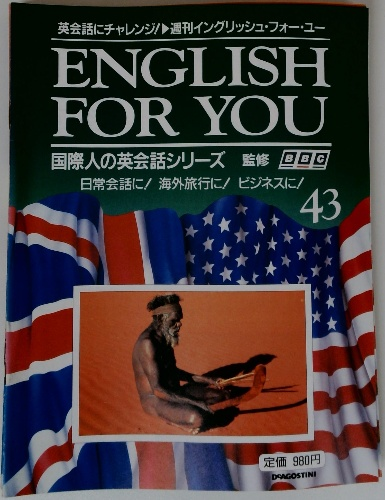 英会話にチャレンジ!▶週刊イングリッシュ・フォー・ユー
ENGLISH
FOR YOU
国際人の英会話シリーズ 監修 BBC
日常会話に! 海外旅行に! ビジネスに!
43
定価 980円
DeAGOSTINI